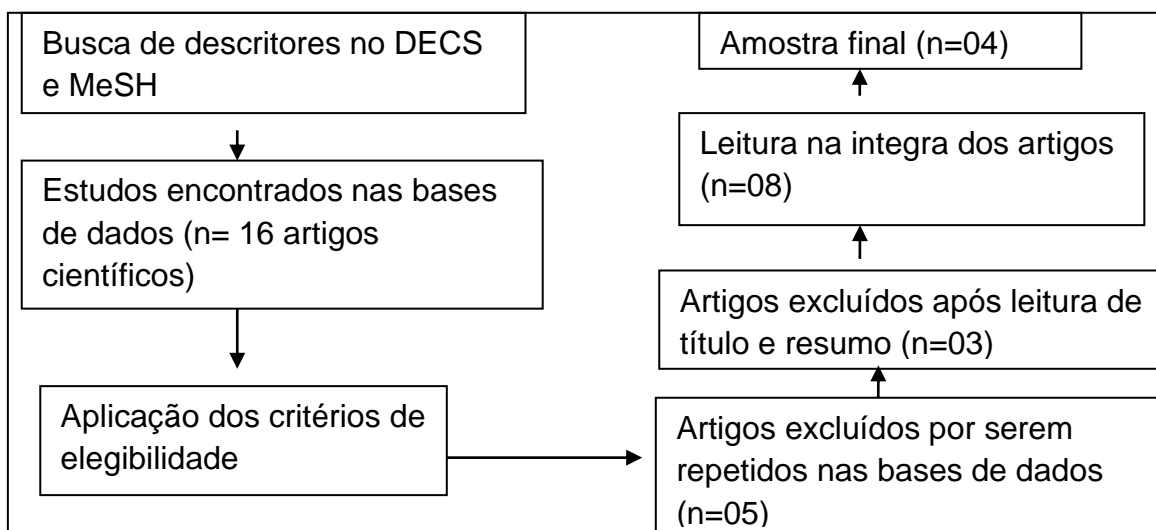 Busca de descritores no DECS
e MeSH
Estudos encontrados nas bases
de dados (n= 16 artigos
científicos)
Aplicação dos critérios de
elegibilidade
Artigos excluídos por serem
repetidos nas bases de dados
(n=05)
Artigos excluídos após leitura de
título e resumo (n=03)
Leitura na integra dos artigos
(n=08)
Amostra final (n=04)